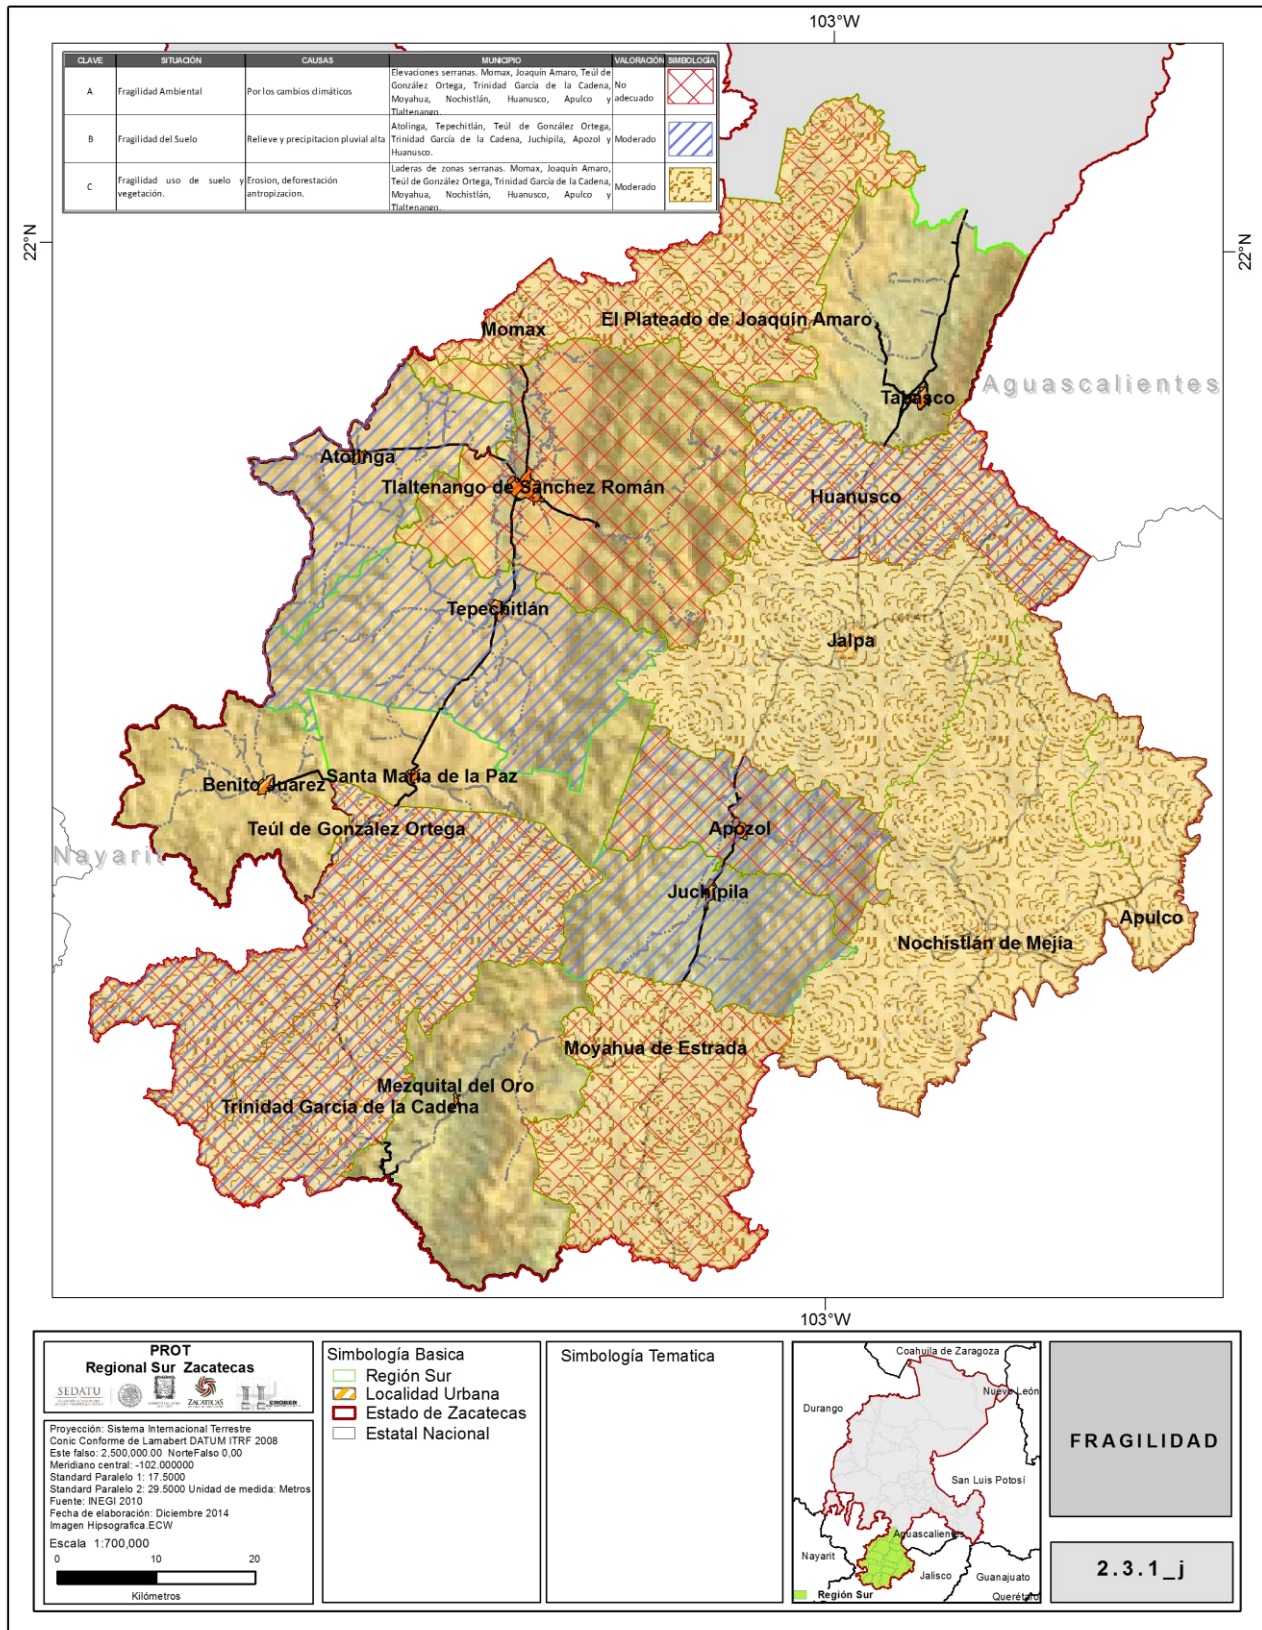 103°W
22°N
22°N
CLAVE SITUACIÓN CAUSAS MUNICIPIO VALORACIÓN SIMBOLOGÍA
A
Fragilidad Ambiental
Por los cambios climáticos
Elevaciones serranas. Momax, Joaquín Amaro, Teúl de
González Ortega, Trinidad García de la Cadena,
Moyahua, Nochistlán, Huanusco, Apulco y
Tlaltenango.
No
adecuado
B
Fragilidad del Suelo
Relieve y precipitacion pluvial alta
Atolinga, Tepechitlán, Teúl de González Ortega,
Trinidad García de la Cadena, Juchipila, Apozol y
Huanusco.
Moderado
C
Fragilidad uso de suelo y
vegetación.
Erosion, deforestación
antropizacion.
Laderas de zonas serranas. Momax, Joaquín Amaro,
Teúl de González Ortega, Trinidad García de la Cadena,
Moyahua, Nochistlán, Huanusco, Apulco y
Tlaltenango.
Moderado
Momax
El Plateado de Joaquín Amaro
Tabasco
Aguascalientes
Atolinga
Tlaltenango de Sánchez Román
Huanusco
Tepechitlán
Jalpa
Benito Juárez
Santa María de la Paz
Teúl de González Ortega
Apozol
Nayarit
Juchipila
Apulco
Nochistlán de Mejía
Moyahua de Estrada
Mezquital del Oro
Trinidad García de la Cadena
103°W
PROT
Regional Sur Zacatecas
SEDATU
ZACATECAS
CROBER
Proyección: Sistema Internacional Terrestre
Conic Conforme de Lamabert DATUM ITRF 2008
Este falso: 2,500,000.00 NorteFalso 0,00
Meridiano central: -102.000000
Standard Paralelo 1: 17.5000
Standard Paralelo 2: 29.5000 Unidad de medida: Metros
Fuente: INEGI 2010
Fecha de elaboración: Diciembre 2014
Imagen Hipsografica.ECW
Escala 1:700,000
0 10 20
Kilómetros
Simbología Basica
Región Sur
Localidad Urbana
Estado de Zacatecas
Estatal Nacional
Simbología Tematica
Coahuila de Zaragoza
Nuevo León
Durango
San Luis Potosí
Aguascalientes
Nayarit
Jalisco
Guanajuato
Región Sur
Querétaro
FRAGILIDAD
2.3.1_j